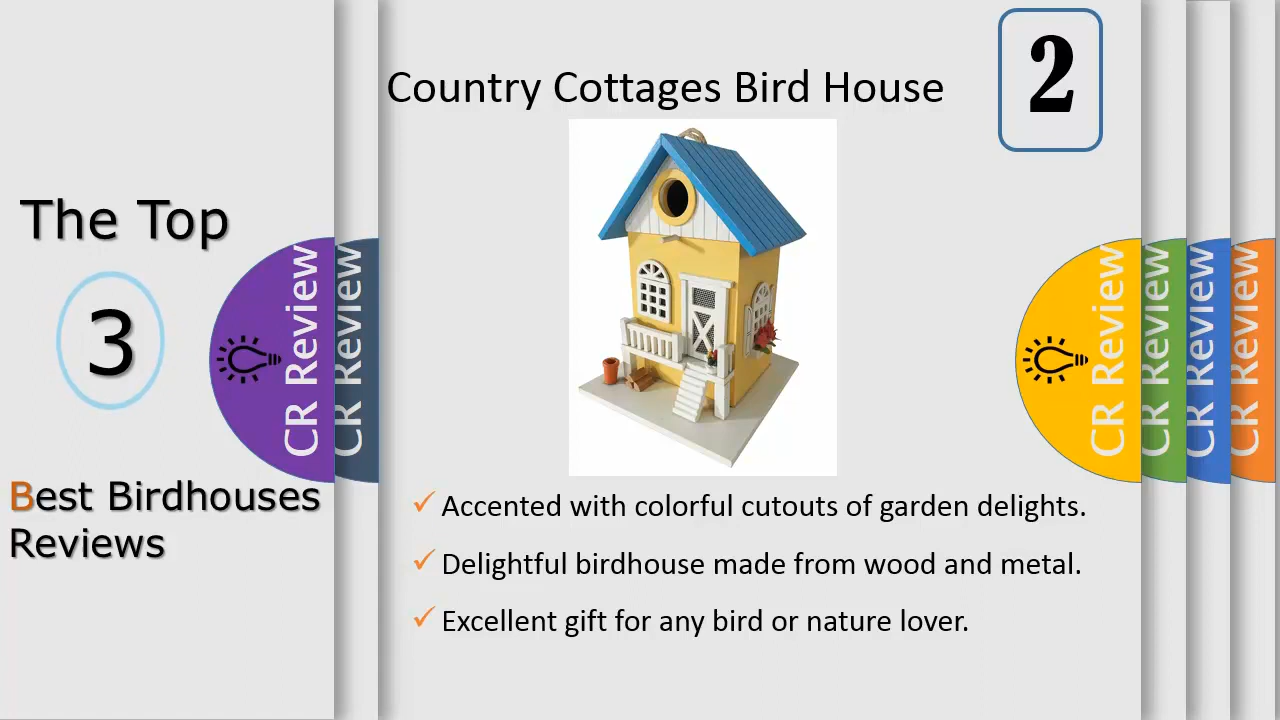 The Top
3
Best Birdhouses
Reviews
CR Review
CR Review
Country Cottages Bird House
2
Accented with colorful cutouts of garden delights.
Delightful birdhouse made from wood and metal.
Excellent gift for any bird or nature lover.
CR Review
CR Review
CR Review
CR Review